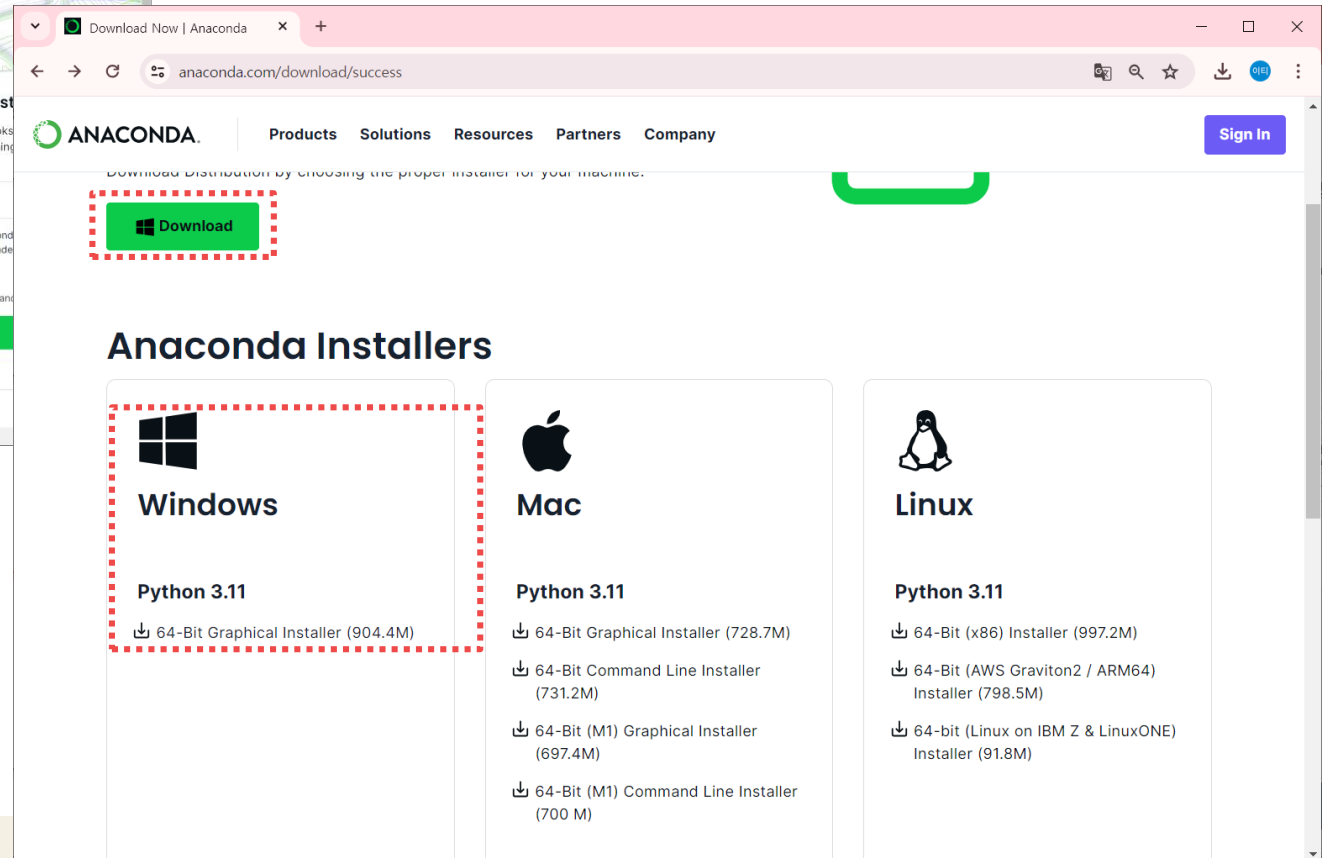 Download Now | Anaconda
anaconda.com/download/success
이티
ANACONDA.
Products Solutions Resources Partners Company
Sign In
Download Distribution by choosing the proper installer for your machine.
Download
Anaconda Installers
Windows
Python 3.11
64-Bit Graphical Installer (904.4M)
Mac
Python 3.11
64-Bit Graphical Installer (728.7M)
64-Bit Command Line Installer
(731.2M)
64-Bit (M1) Graphical Installer
(697.4M)
64-Bit (M1) Command Line Installer
(700 M)
Linux
Python 3.11
64-Bit (x86) Installer (997.2M)
64-Bit (AWS Graviton2 / ARM64)
Installer (798.5M)
64-bit (Linux on IBM Z & LinuxONE)
Installer (91.8M)